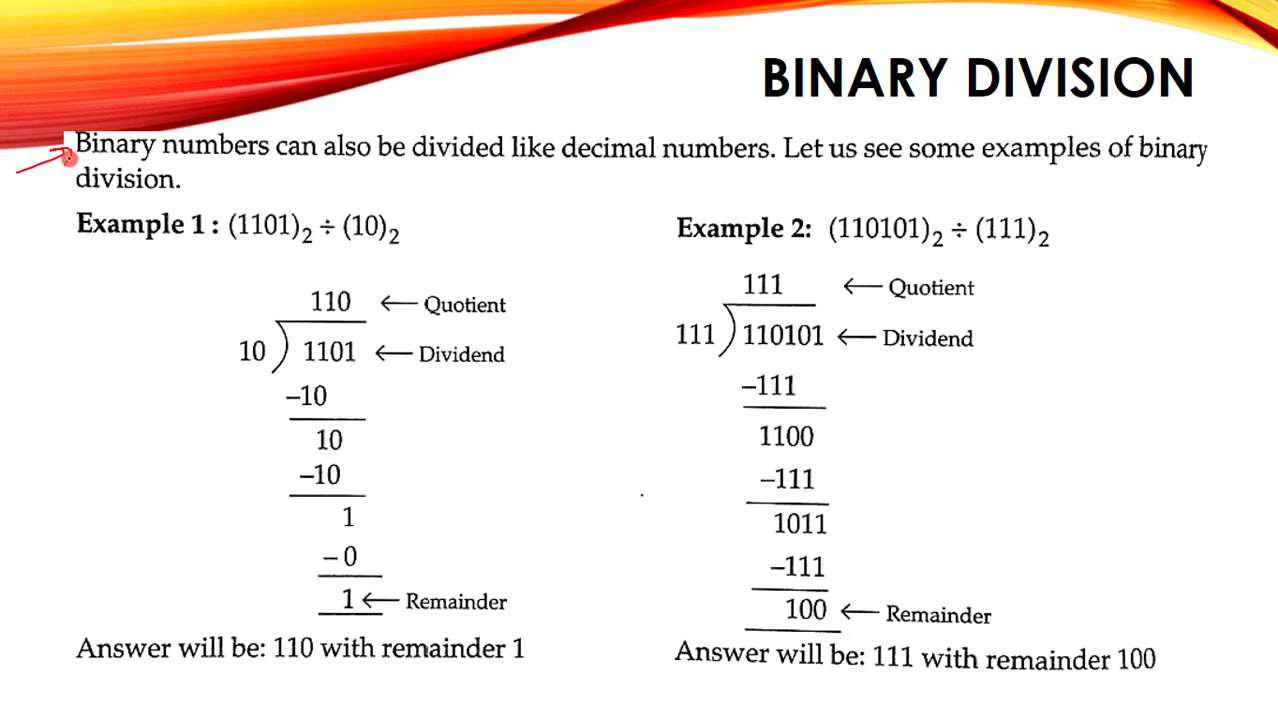 BINARY DIVISION
Binary numbers can also be divided like decimal numbers. Let us see some examples of binary
division.
Example 1 : (1101)₂ ÷ (10)₂
110 ← Quotient
10 ) 1101 ← Dividend
–10
10
–10
1
– 0
1 ← Remainder
Answer will be: 110 with remainder 1
Example 2: (110101)₂ ÷ (111)₂
111 ← Quotient
111 ) 110101 ← Dividend
–111
1100
–111
1011
–111
100 ← Remainder
Answer will be: 111 with remainder 100